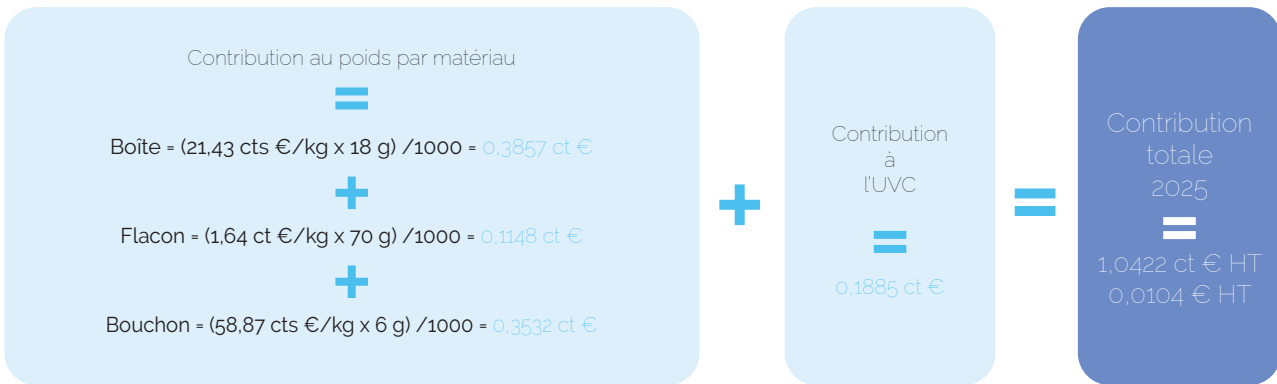 Contribution au poids par matériau
=
Boîte = (21,43 cts €/kg x 18 g) /1000 = 0,3857 ct €
+
Flacon = (1,64 ct €/kg x 70 g) /1000 = 0,1148 ct €
+
Bouchon = (58,87 cts €/kg x 6 g) /1000 = 0,3532 ct €
+
Contribution
à
l'UVC
=
0,1885 ct €
=
Contribution
totale
2025
=
1,0422 ct € HT
0,0104 € HT